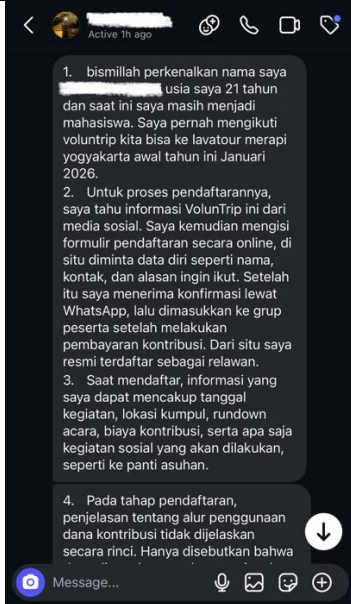 Active 1h ago
1. bismillah perkenalkan nama saya
usia saya 21 tahun
dan saat ini saya masih menjadi
mahasiswa. Saya pernah mengikuti
voluntrip kita bisa ke lavatour merapi
yogyakarta awal tahun ini Januari
2026.
2. Untuk proses pendaftarannya,
saya tahu informasi VolunTrip ini dari
media sosial. Saya kemudian mengisi
formulir pendaftaran secara online, di
situ diminta data diri seperti nama,
kontak, dan alasan ingin ikut. Setelah
itu saya menerima konfirmasi lewat
WhatsApp, lalu dimasukkan ke grup
peserta setelah melakukan
pembayaran kontribusi. Dari situ saya
resmi terdaftar sebagai relawan.
3. Saat mendaftar, informasi yang
saya dapat mencakup tanggal
kegiatan, lokasi kumpul, rundown
acara, biaya kontribusi, serta apa saja
kegiatan sosial yang akan dilakukan,
seperti ke panti asuhan.
4. Pada tahap pendaftaran,
penjelasan tentang alur penggunaan
dana kontribusi tidak dijelaskan
secara rinci. Hanya disebutkan bahwa
Message...